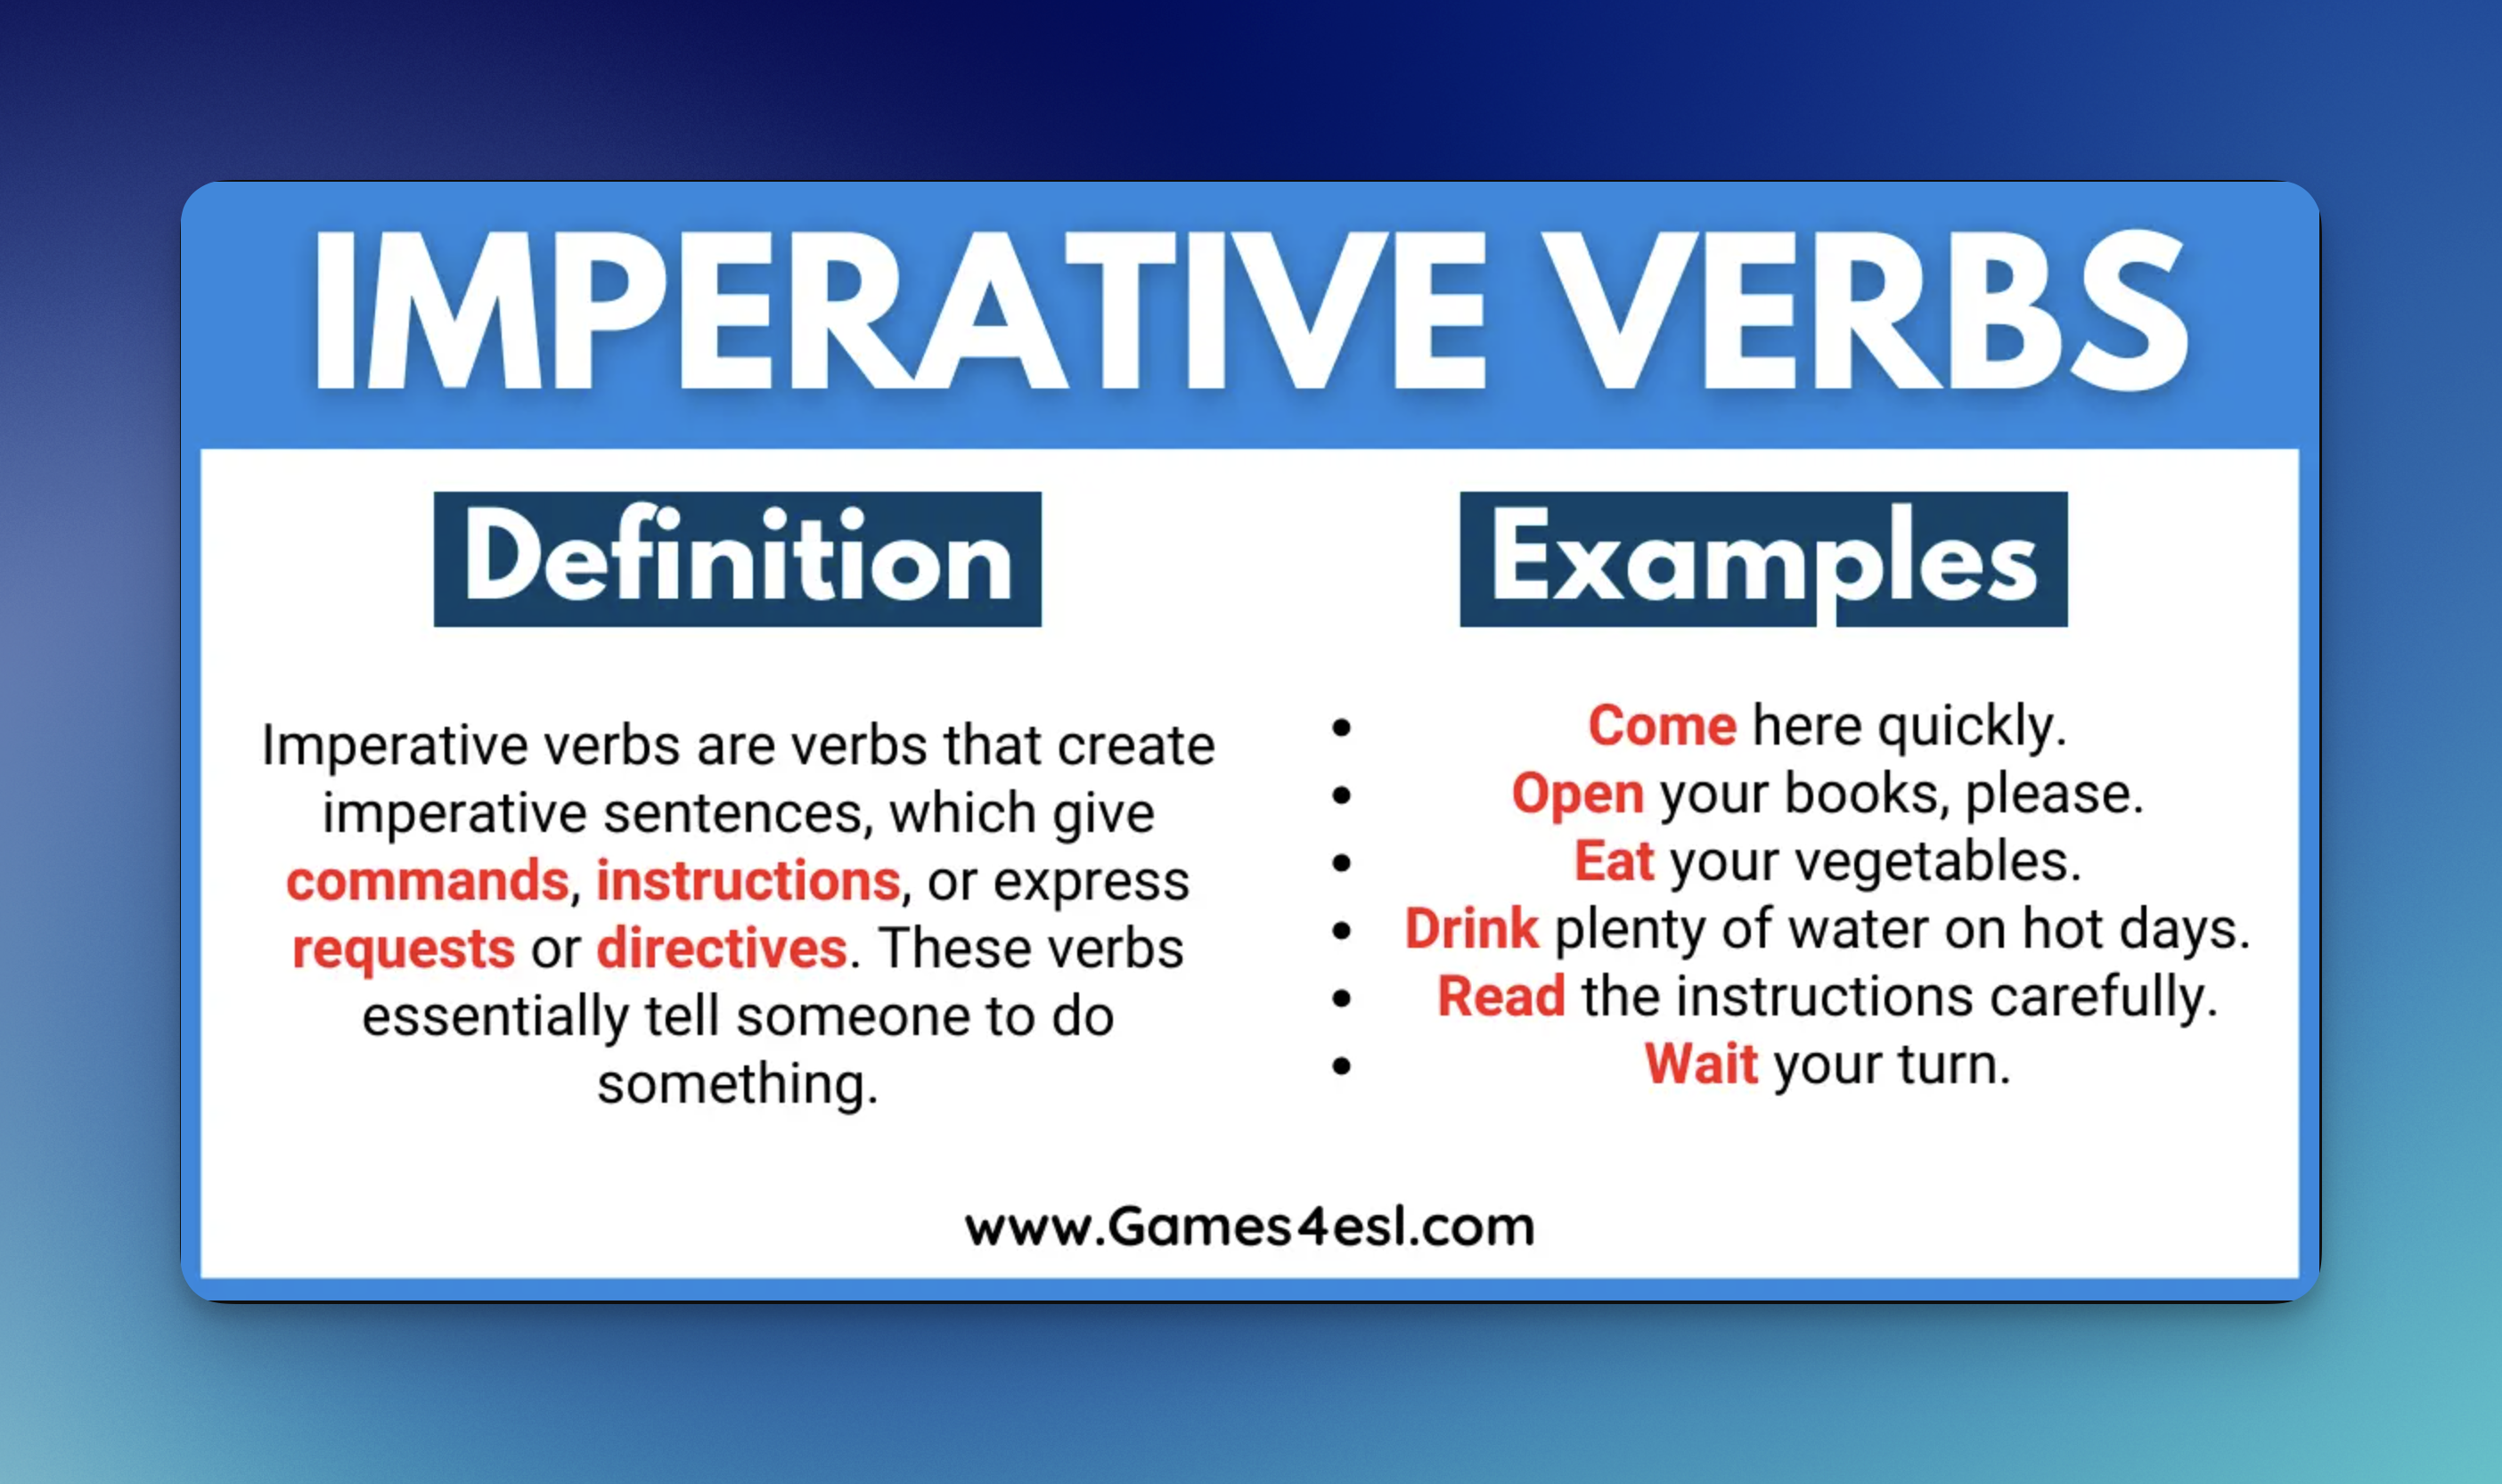 IMPERATIVE VERBS
Definition
Imperative verbs are verbs that create
imperative sentences, which give
commands, instructions, or express
requests or directives. These verbs
essentially tell someone to do
something.
Examples
• Come here quickly.
• Open your books, please.
• Eat your vegetables.
• Drink plenty of water on hot days.
• Read the instructions carefully.
• Wait your turn.
www.Games4esl.com